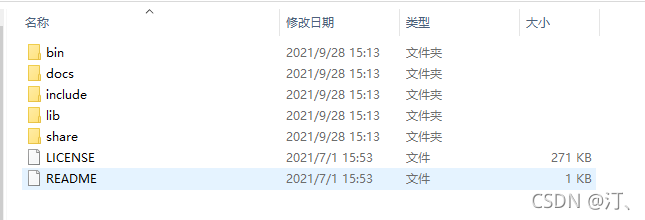 名称 修改日期 类型 大小
bin 2021/9/28 15:13 文件夹
docs 2021/9/28 15:13 文件夹
include 2021/9/28 15:13 文件夹
lib 2021/9/28 15:13 文件夹
share 2021/9/28 15:13 文件夹
LICENSE 2021/7/1 15:53 文件 271 KB
README 2021/7/1 15:53 文件 1 KB
CSDN @汀、